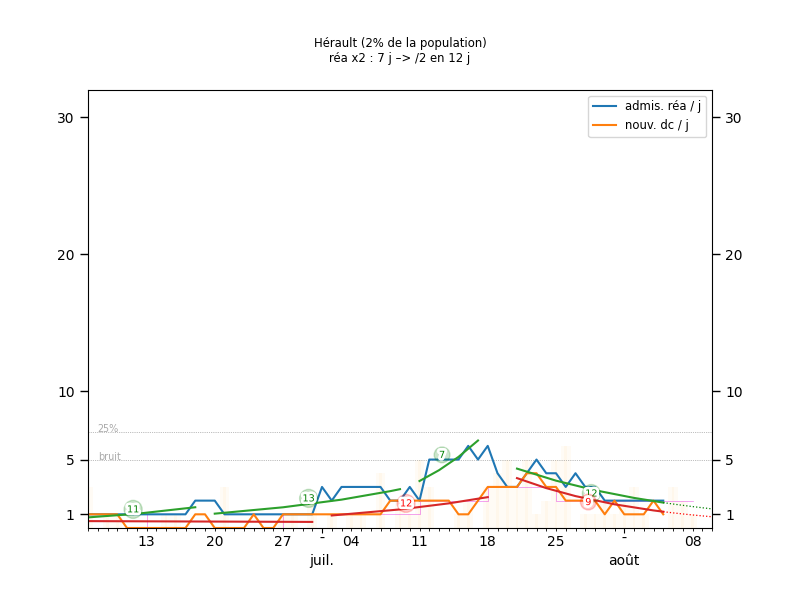 Hérault (2% de la population)
réa x2 : 7 j –> /2 en 12 j
admis. réa / j
nouv. dc / j
30 30
20 20
10 10
25%
5 bruit 5
1 1
11 13 12 7 12 9
13 20 27 - 04 11 18 25 - 08
juil. août